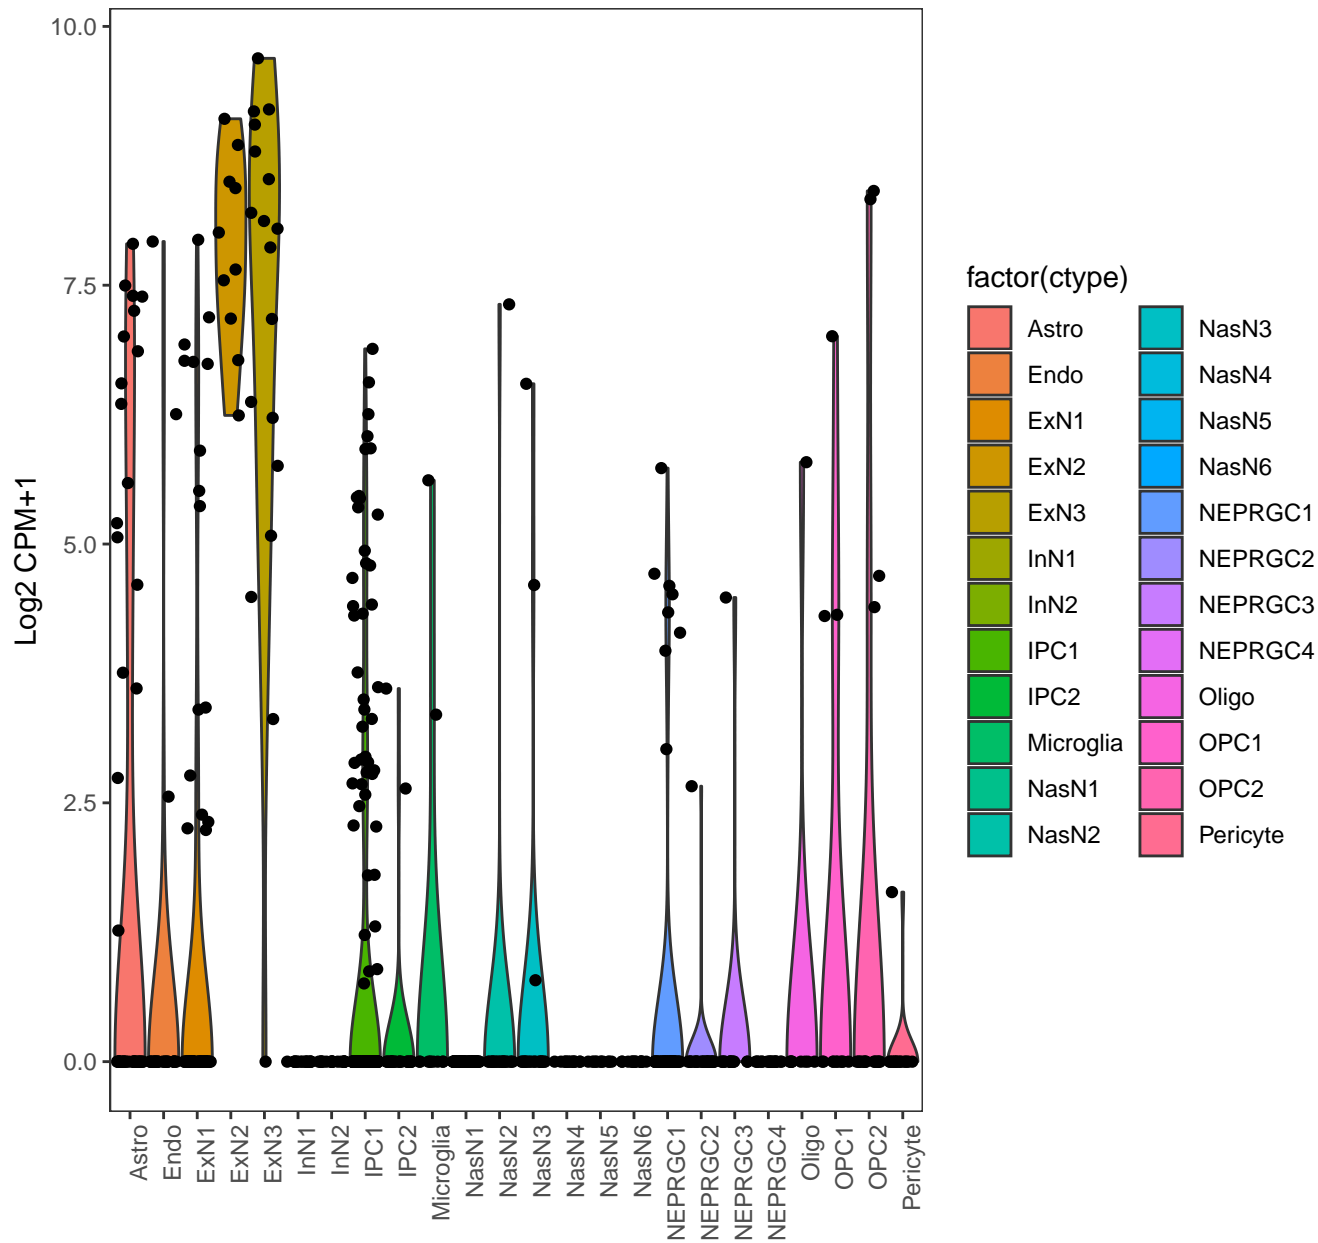 10.0
7.5
5.0
2.5
0.0
Log2 CPM+1
Astro
Endo
ExN1
ExN2
ExN3
InN1
InN2
IPC1
IPC2
Microglia
NasN1
NasN2
NasN3
NasN4
NasN5
NasN6
NEPRGC1
NEPRGC2
NEPRGC3
NEPRGC4
Oligo
OPC1
OPC2
Pericyte
factor(ctype)
Astro
Endo
ExN1
ExN2
ExN3
InN1
InN2
IPC1
IPC2
Microglia
NasN1
NasN2
NasN3
NasN4
NasN5
NasN6
NEPRGC1
NEPRGC2
NEPRGC3
NEPRGC4
Oligo
OPC1
OPC2
Pericyte